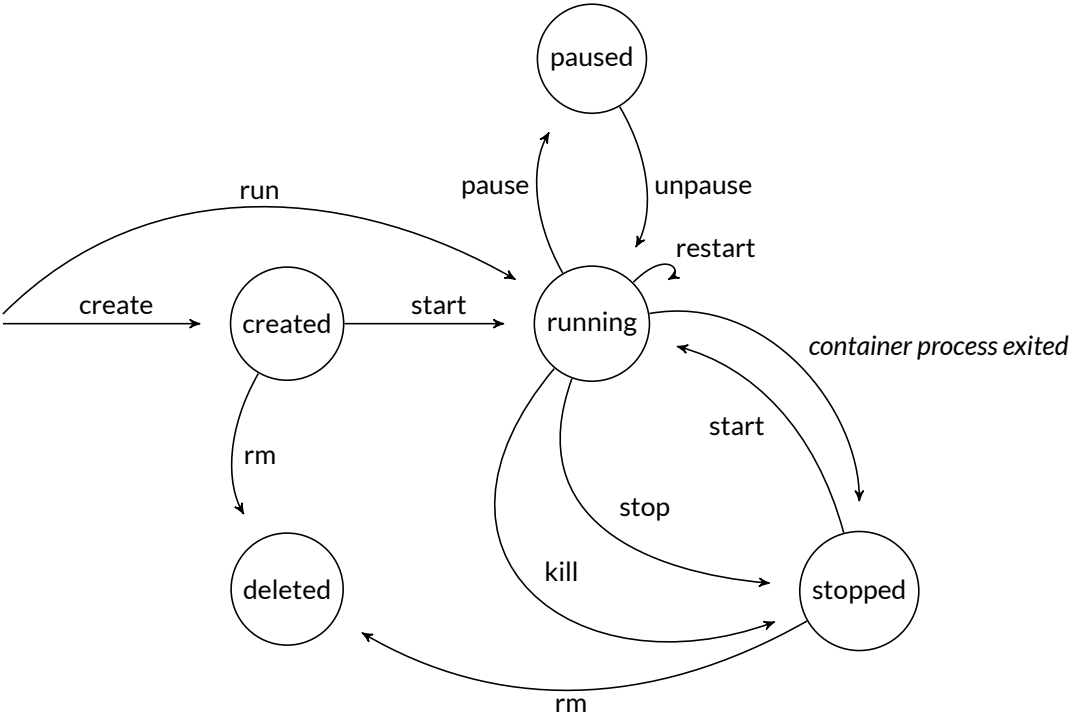 paused
pause
unpause
run
restart
create
created
start
running
container process exited
start
rm
stop
kill
deleted
stopped
rm